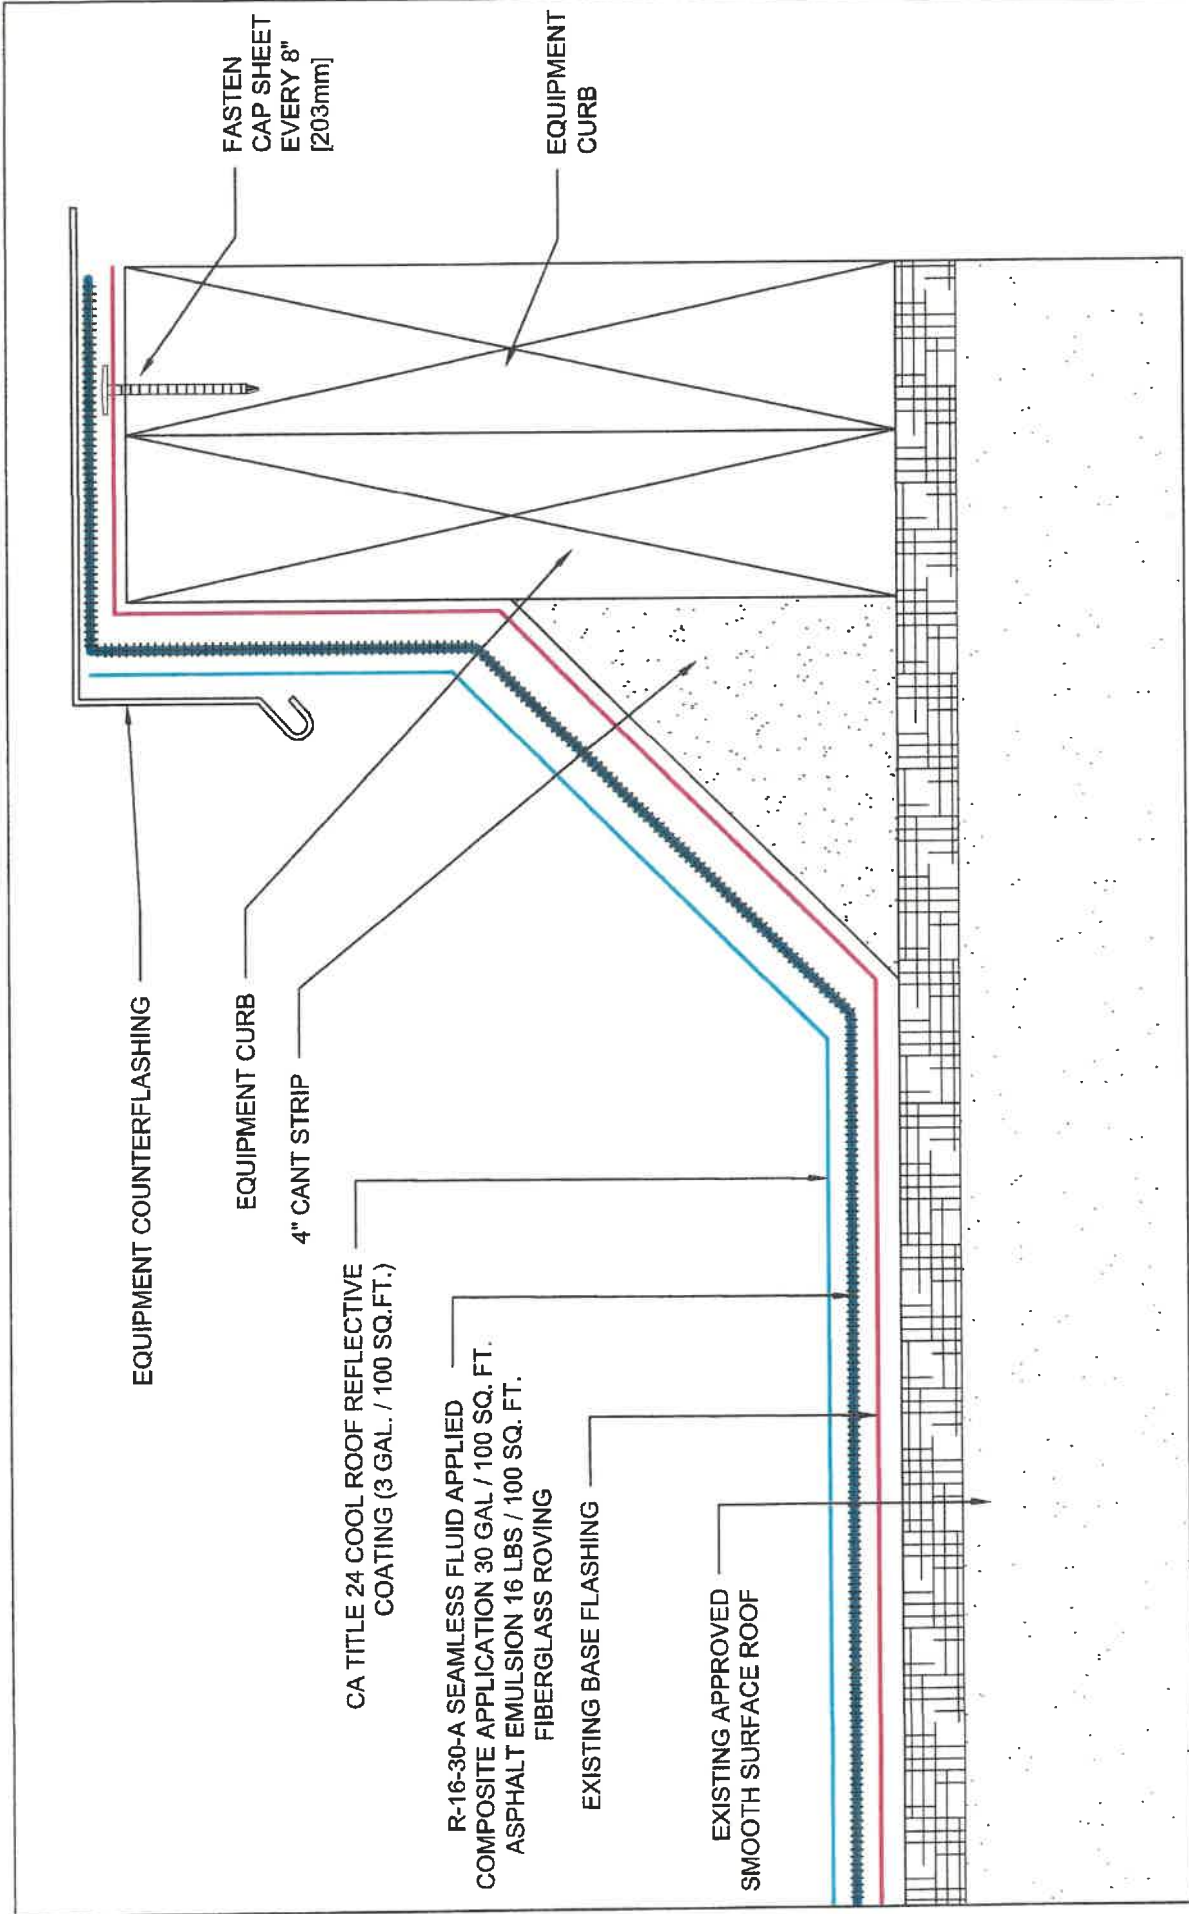 FASTEN
CAP SHEET
EVERY 8"
[203mm]
EQUIPMENT
CURB
EQUIPMENT COUNTERFLASHING
EQUIPMENT CURB
4" CANT STRIP
CA TITLE 24 COOL ROOF REFLECTIVE
COATING (3 GAL. / 100 SQ.FT.)
R-16-30-A SEAMLESS FLUID APPLIED
COMPOSITE APPLICATION 30 GAL / 100 SQ. FT.
ASPHALT EMULSION 16 LBS / 100 SQ. FT.
FIBERGLASS ROVING
EXISTING BASE FLASHING
EXISTING APPROVED
SMOOTH SURFACE ROOF